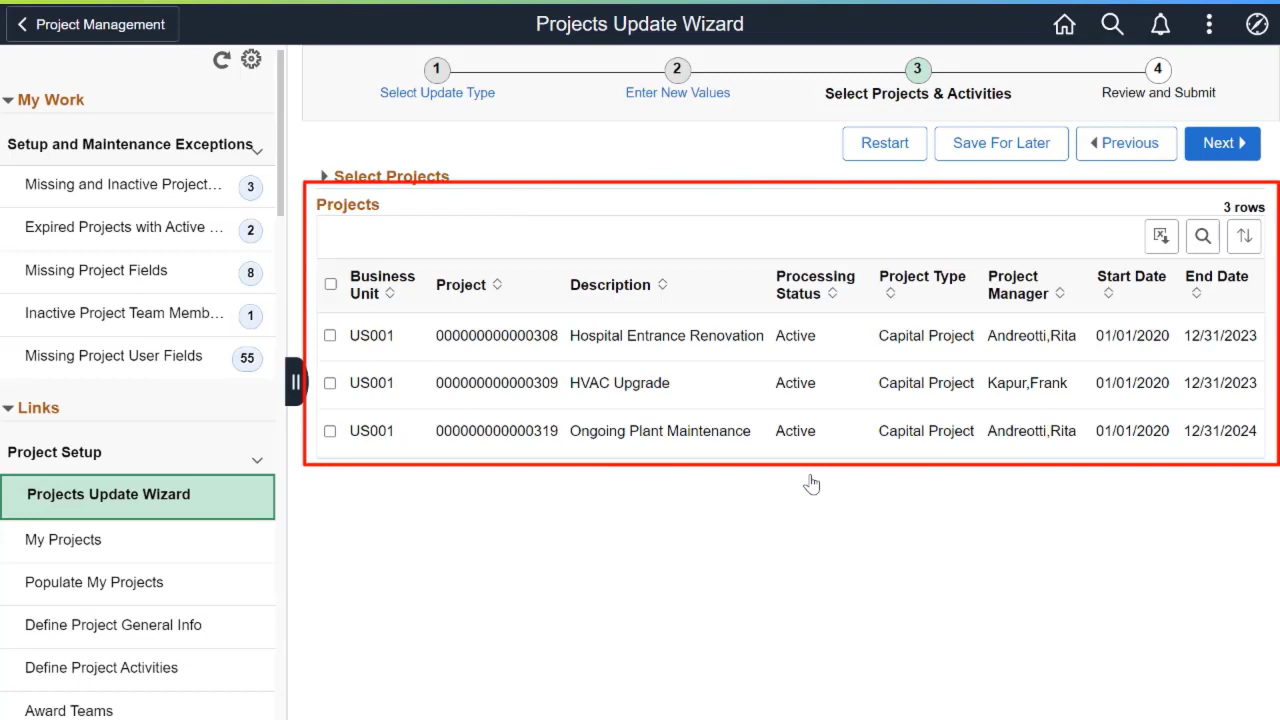 Project Management
Projects Update Wizard
My Work
Setup and Maintenance Exceptions
Missing and Inactive Project... 3
Expired Projects with Active ... 2
Missing Project Fields 8
Inactive Project Team Memb... 1
Missing Project User Fields 55
Links
Project Setup
Projects Update Wizard
My Projects
Populate My Projects
Define Project General Info
Define Project Activities
Award Teams
1 2 3 4
Select Update Type Enter New Values Select Projects & Activities Review and Submit
Restart Save For Later Previous Next
Select Projects
Projects
3 rows
Business Unit Project Description Processing Status Project Type Project Manager Start Date End Date
US001 000000000000308 Hospital Entrance Renovation Active Capital Project Andreotti,Rita 01/01/2020 12/31/2023
US001 000000000000309 HVAC Upgrade Active Capital Project Kapur,Frank 01/01/2020 12/31/2023
US001 000000000000319 Ongoing Plant Maintenance Active Capital Project Andreotti,Rita 01/01/2020 12/31/2024